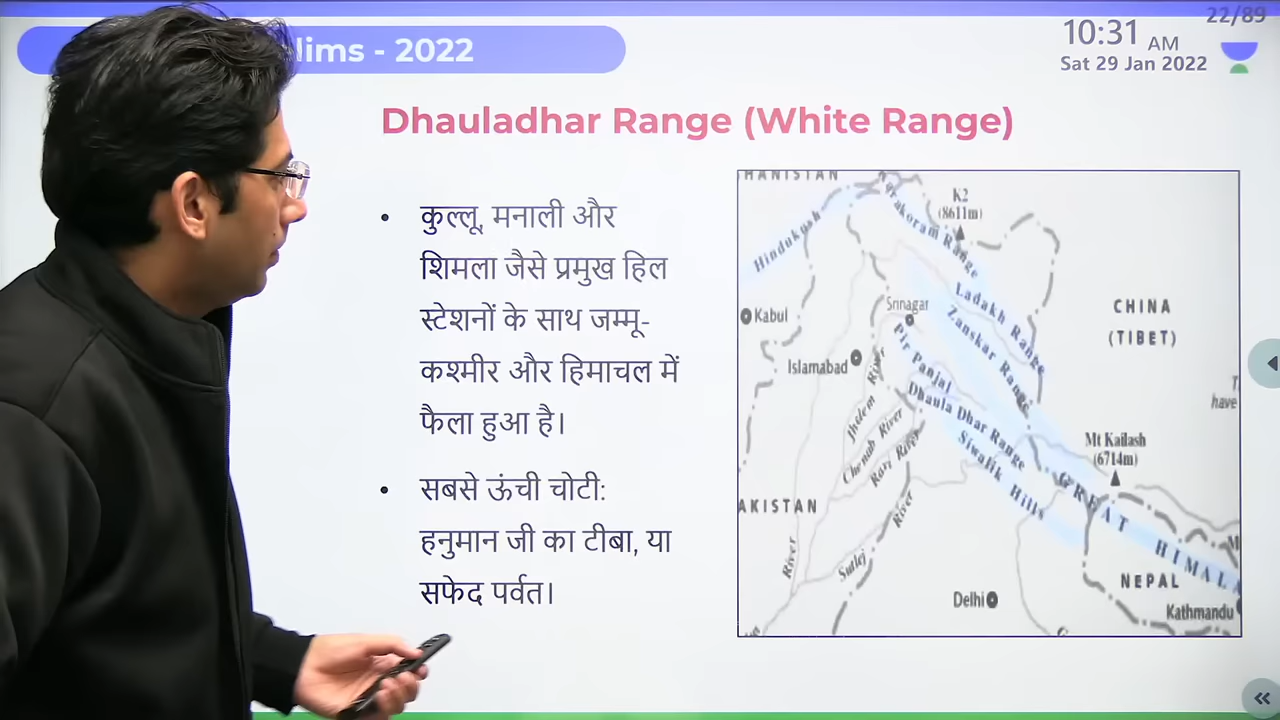 22/89
lims - 2022
10:31 AM
Sat 29 Jan 2022
Dhauladhar Range (White Range)
• कुल्लू, मनाली और
शिमला जैसे प्रमुख हिल
स्टेशनों के साथ जम्मू-
कश्मीर और हिमाचल में
फैला हुआ है।
• सबसे ऊंची चोटी:
हनुमान जी का टीबा, या
सफेद पर्वत।
HANISTAN
K2
(8611m)
Karakoram Range
Hindukush
Ladakh Range
Srinagar
Zanskar Range
CHINA
(TIBET)
Kabul
Islamabad
Pir Panjal
River
Dhaula Dhar Range
have
Jhelum
Chenab River
Ravi River
Siwalik Hills
Mt Kailash
(6714m)
GREAT HIMALA
AKISTAN
River
River
Sutlej
NEPAL
Delhi
Kathmandu